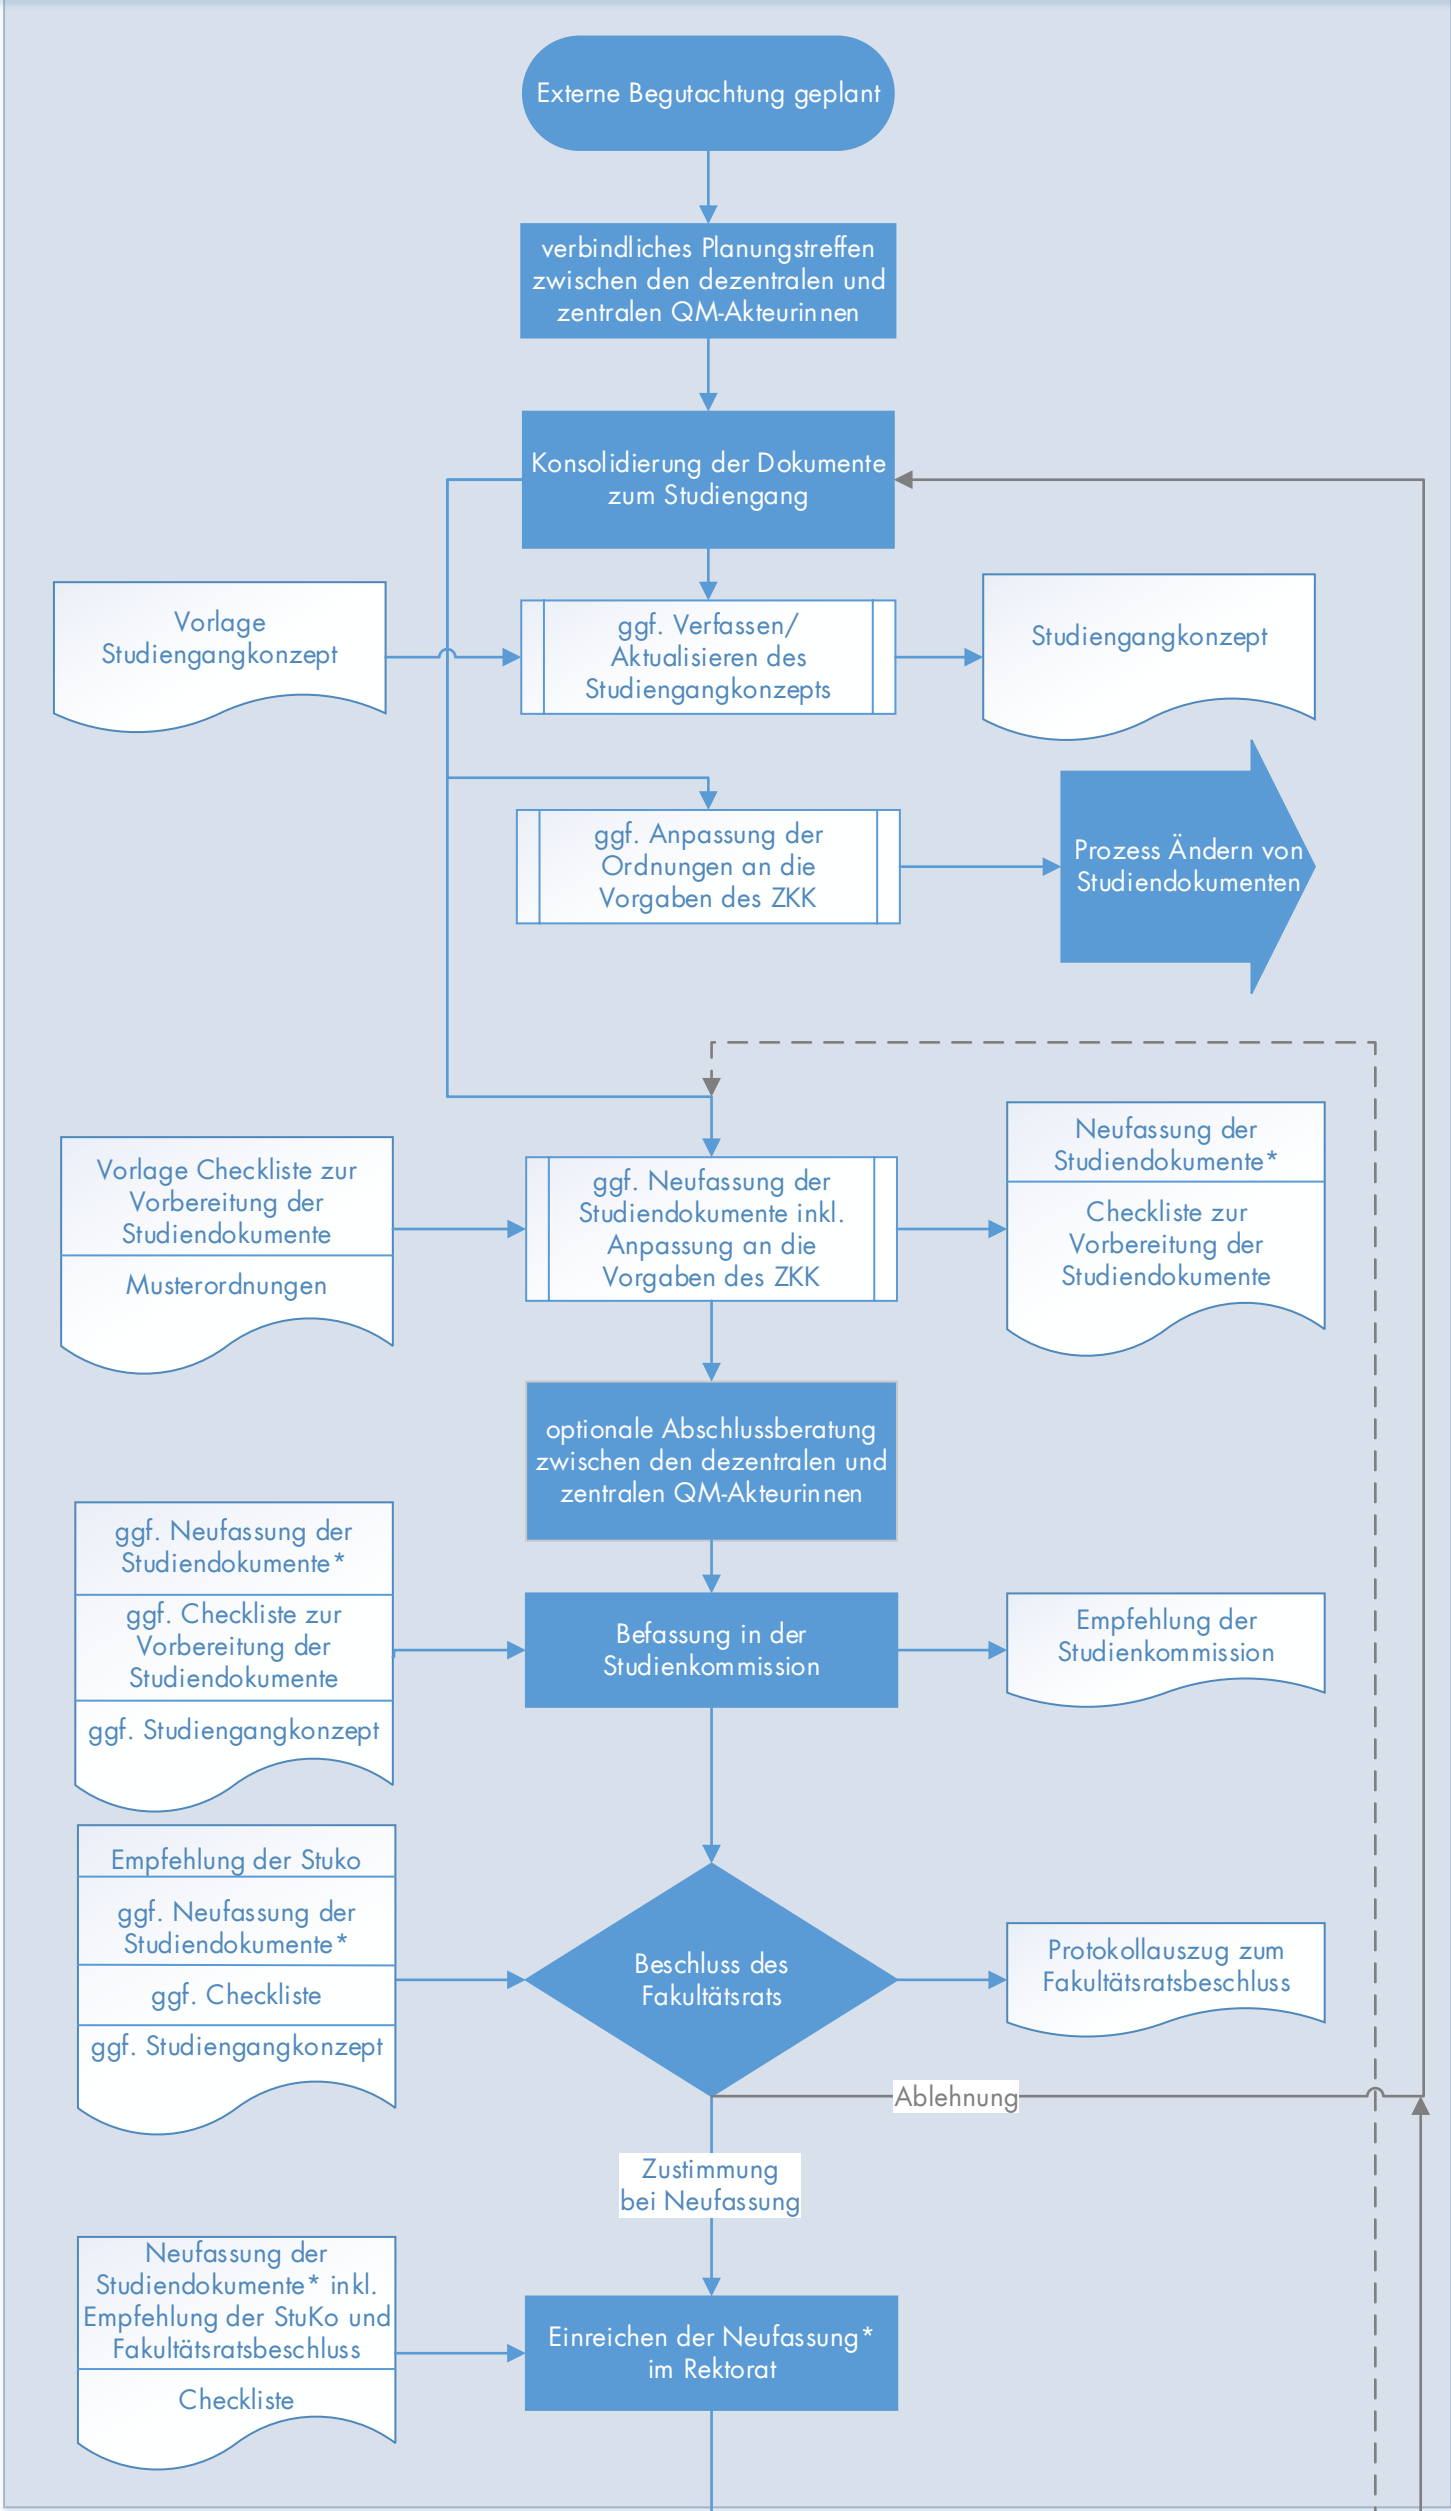 Externe Begutachtung geplant
verbindliches Planungstreffen
zwischen den dezentralen und
zentralen QM-Akteurinnen
Konsolidierung der Dokumente
zum Studiengang
Vorlage
Studiengangkonzept
ggf. Verfassen/
Aktualisieren des
Studiengangkonzepts
Studiengangkonzept
ggf. Anpassung der
Ordnungen an die
Vorgaben des ZKK
Prozess Ändern von
Studiendokumenten
Vorlage Checkliste zur
Vorbereitung der
Studiendokumente
Musterordnungen
ggf. Neufassung der
Studiendokumente inkl.
Anpassung an die
Vorgaben des ZKK
Neufassung der
Studiendokumente*
Checkliste zur
Vorbereitung der
Studiendokumente
optionale Abschlussberatung
zwischen den dezentralen und
zentralen QM-Akteurinnen
ggf. Neufassung der
Studiendokumente*
ggf. Checkliste zur
Vorbereitung der
Studiendokumente
ggf. Studiengangkonzept
Befassung in der
Studienkommission
Empfehlung der
Studienkommission
Empfehlung der Stuko
ggf. Neufassung der
Studiendokumente*
ggf. Checkliste
ggf. Studiengangkonzept
Beschluss des
Fakultätsrats
Protokollauszug zum
Fakultätsratsbeschluss
Ablehnung
Zustimmung
bei Neufassung
Neufassung der
Studiendokumente* inkl.
Empfehlung der StuKo und
Fakultätsratsbeschluss
Checkliste
Einreichen der Neufassung*
im Rektorat